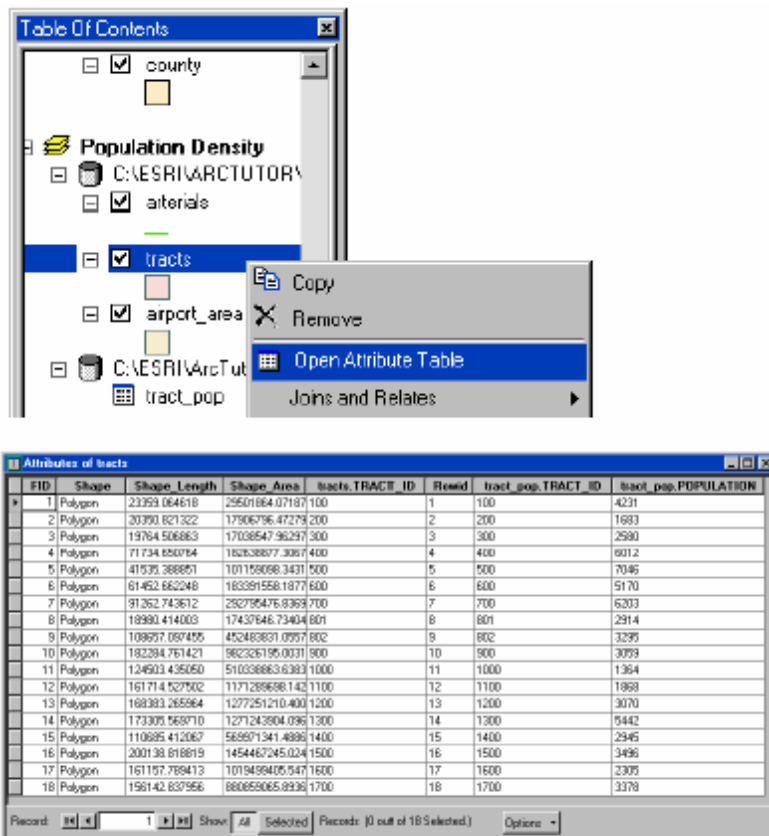 Table Of Contents
county
Population Density
C:\ESRI\ARCTUTOR\
arterials
tracts
Copy
airport_area
Remove
Open Attribute Table
C:\ESRI\ArcTut
tract_pop
Joins and Relates
Attributes of tracts
FID Shape Shape_Length Shape_Area tracts.TRACT_ID Rowid tract_pop.TRACT_ID tract_pop.POPULATION
1 Polygon 23359.064618 29501864.07187 100 1 100 4231
2 Polygon 20390.821322 17906796.47279 200 2 200 1683
3 Polygon 19764.506863 17038547.96297 300 3 300 2580
4 Polygon 71734.650764 182638877.3067 400 4 400 6012
5 Polygon 41535.388851 101159098.3431 500 5 500 7046
6 Polygon 61452.662248 183391558.1877 600 6 600 5170
7 Polygon 91262.743612 292795476.8369 700 7 700 6203
8 Polygon 18980.414003 17437646.73404 801 8 801 2914
9 Polygon 108657.097455 452483831.0557 802 9 802 3295
10 Polygon 182284.761421 982326195.0031 900 10 900 3059
11 Polygon 124503.435050 510338863.6383 1000 11 1000 1364
12 Polygon 161714.527502 1171289698.142 1100 12 1100 1868
13 Polygon 168383.265964 1277251210.400 1200 13 1200 3070
14 Polygon 173305.569710 1271243904.096 1300 14 1300 5442
15 Polygon 110685.412067 569971341.4886 1400 15 1400 2945
16 Polygon 200138.818819 1454467245.024 1500 16 1500 3496
17 Polygon 161157.789413 1019499405.547 1600 17 1600 2305
18 Polygon 156142.837956 880859065.8936 1700 18 1700 3378
Record: 1 Show: All Selected Records (0 out of 18 Selected.) Options